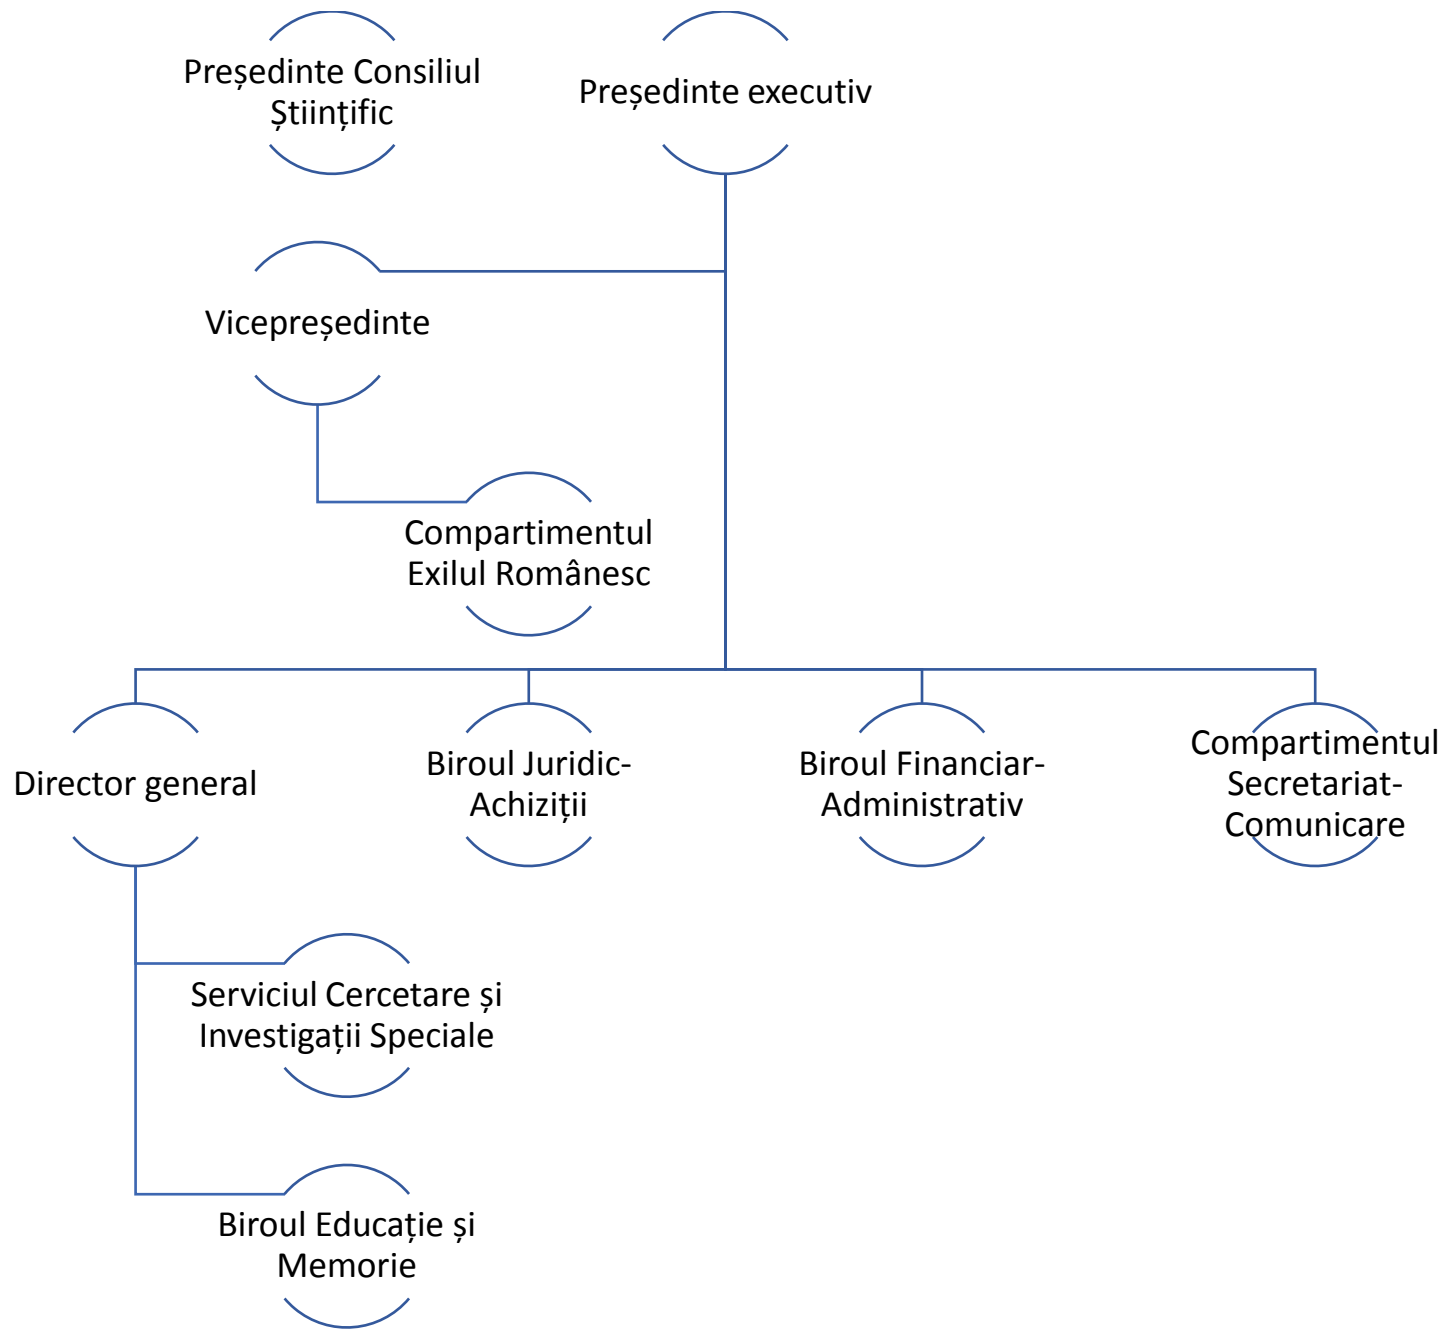 Președinte Consiliul
Științific
Președinte executiv
Vicepreședinte
Compartimentul
Exilul Românesc
Director general
Biroul Juridic-
Achiziții
Biroul Financiar-
Administrativ
Compartimentul
Secretariat-
Comunicare
Serviciul Cercetare și
Investigații Speciale
Biroul Educație și
Memorie